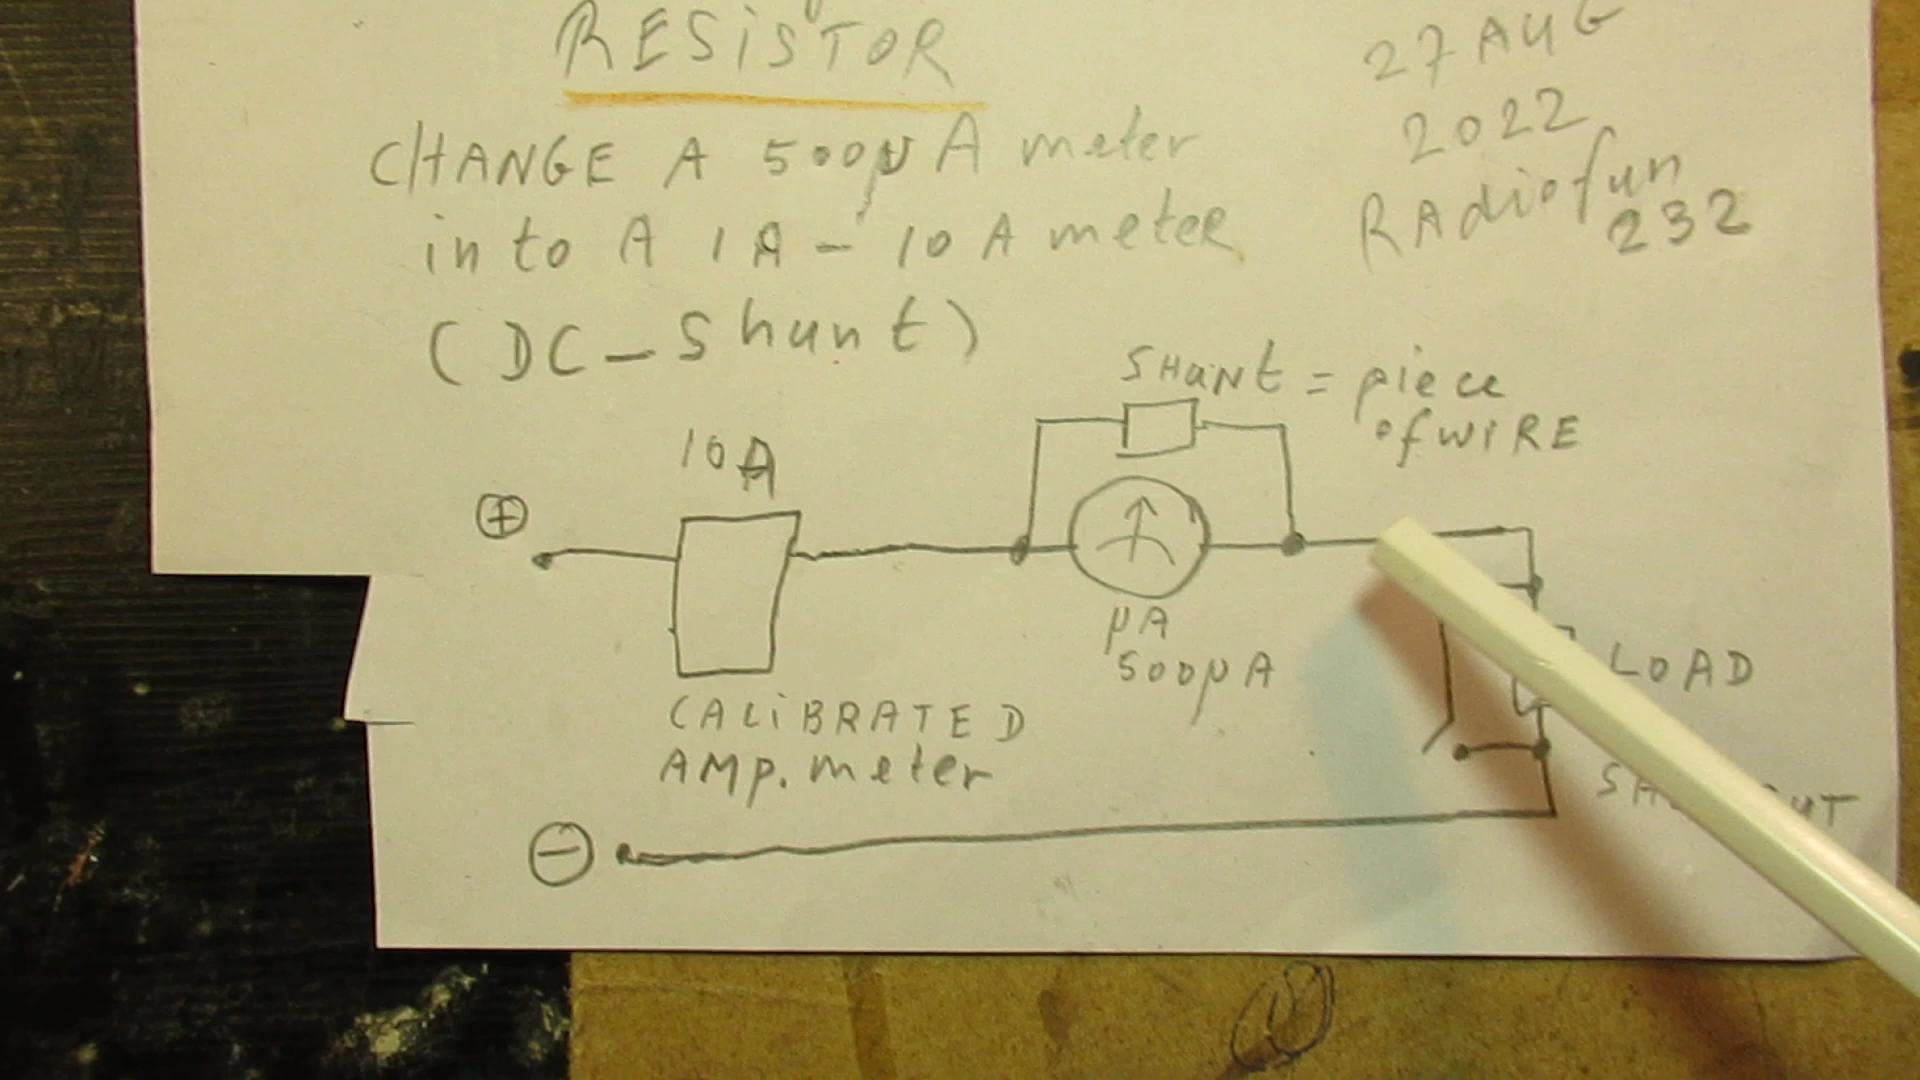 RESiSTOR
CHANGE A 500µA meter
in to A 1A - 10A meter
(DC - Shunt)
27 AUG
2022
RAdiofun
232
SHuNt = piece
of WiRE
10A
+
µA
500µA
LOAD
CALiBRATED
AMP. meter
-